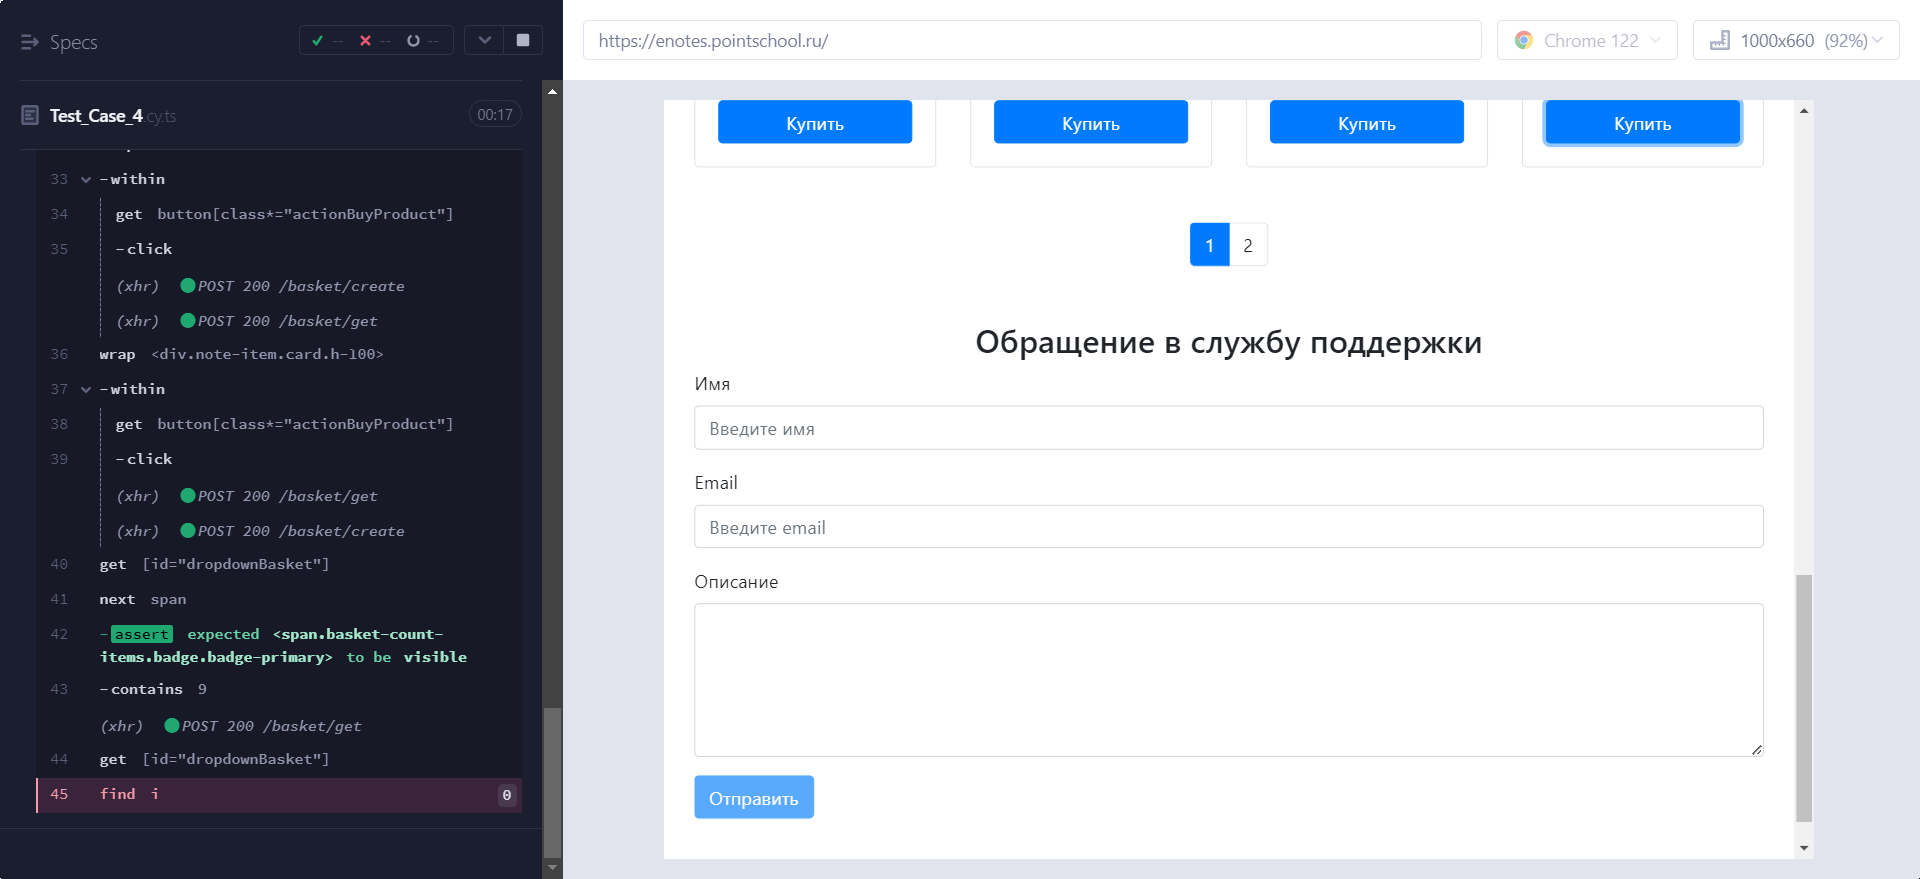 Specs
-- -- --
Test_Case_4.cy.ts
00:17
33 -within
34 get button[class*="actionBuyProduct"]
35 -click
(xhr) POST 200 /basket/create
(xhr) POST 200 /basket/get
36 wrap <div.note-item.card.h-100>
37 -within
38 get button[class*="actionBuyProduct"]
39 -click
(xhr) POST 200 /basket/get
(xhr) POST 200 /basket/create
40 get [id="dropdownBasket"]
41 next span
42 -assert expected <span.basket-count-
items.badge.badge-primary> to be visible
43 -contains 9
(xhr) POST 200 /basket/get
44 get [id="dropdownBasket"]
45 find i 0
https://enotes.pointschool.ru/
Chrome 122
1000x660 (92%)
Купить Купить Купить Купить
1 2
Обращение в службу поддержки
Имя
Введите имя
Email
Введите email
Описание
Отправить